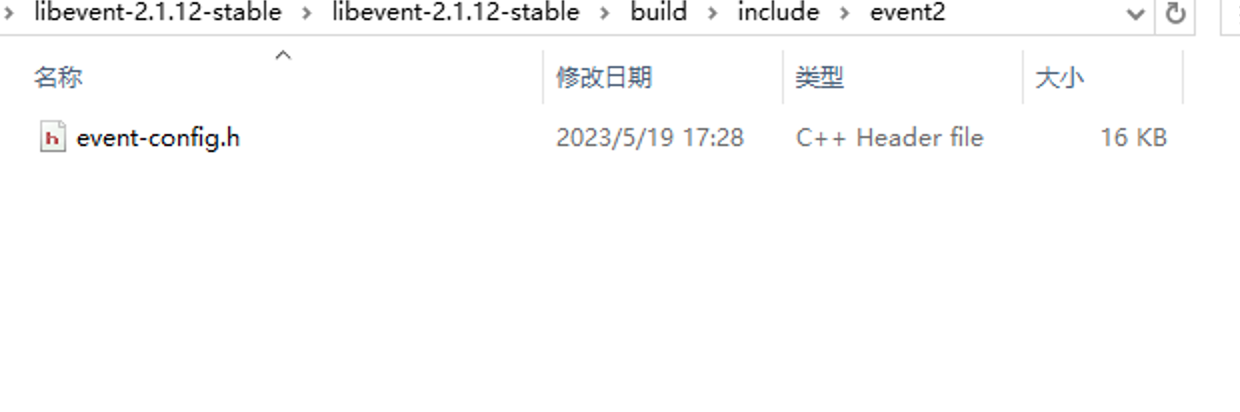 libevent-2.1.12-stable > libevent-2.1.12-stable > build > include > event2
名称 修改日期 类型 大小
event-config.h 2023/5/19 17:28 C++ Header file 16 KB